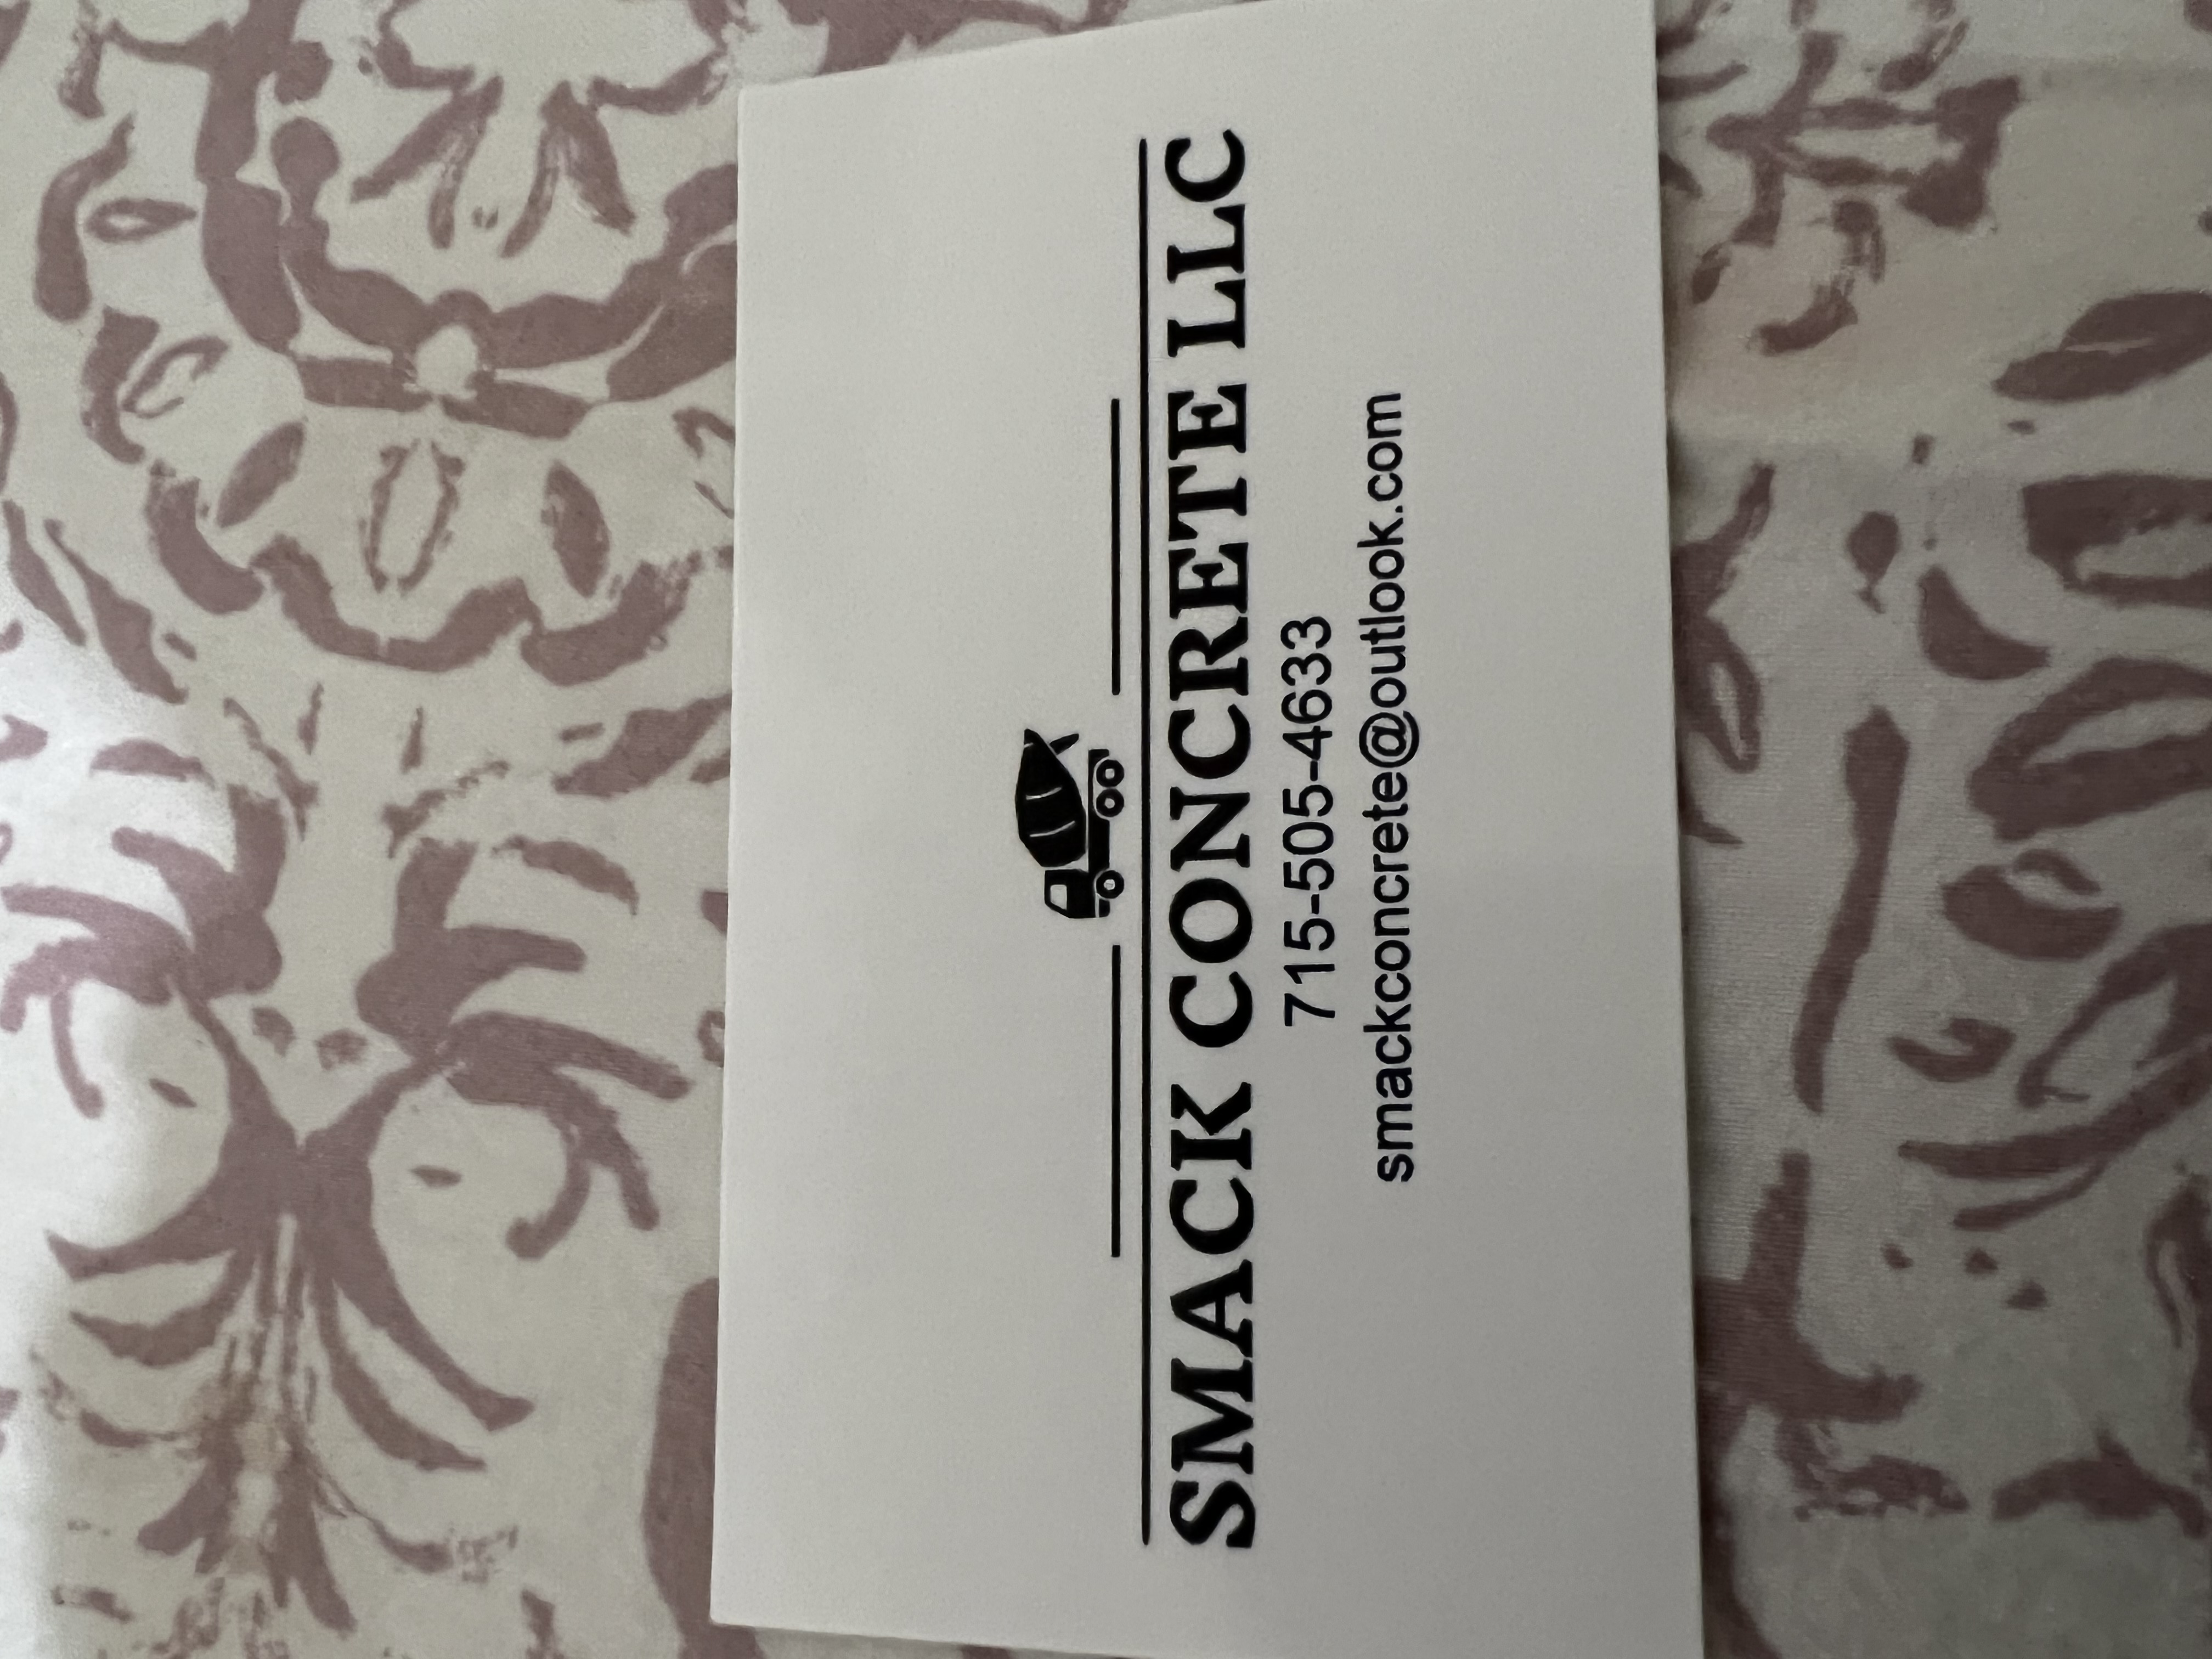 SMACK CONCRETE LLC
715-505-4633
smackconcrete@outlook.com